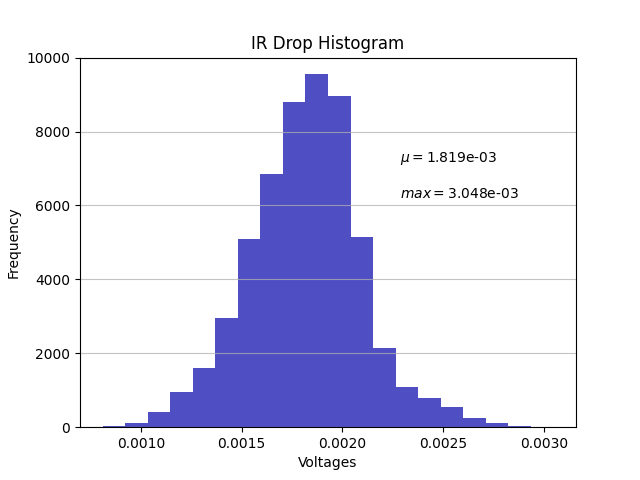 IR Drop Histogram
10000
8000
6000
4000
2000
0
Frequency
μ = 1.819e-03
max = 3.048e-03
0.0010 0.0015 0.0020 0.0025 0.0030
Voltages